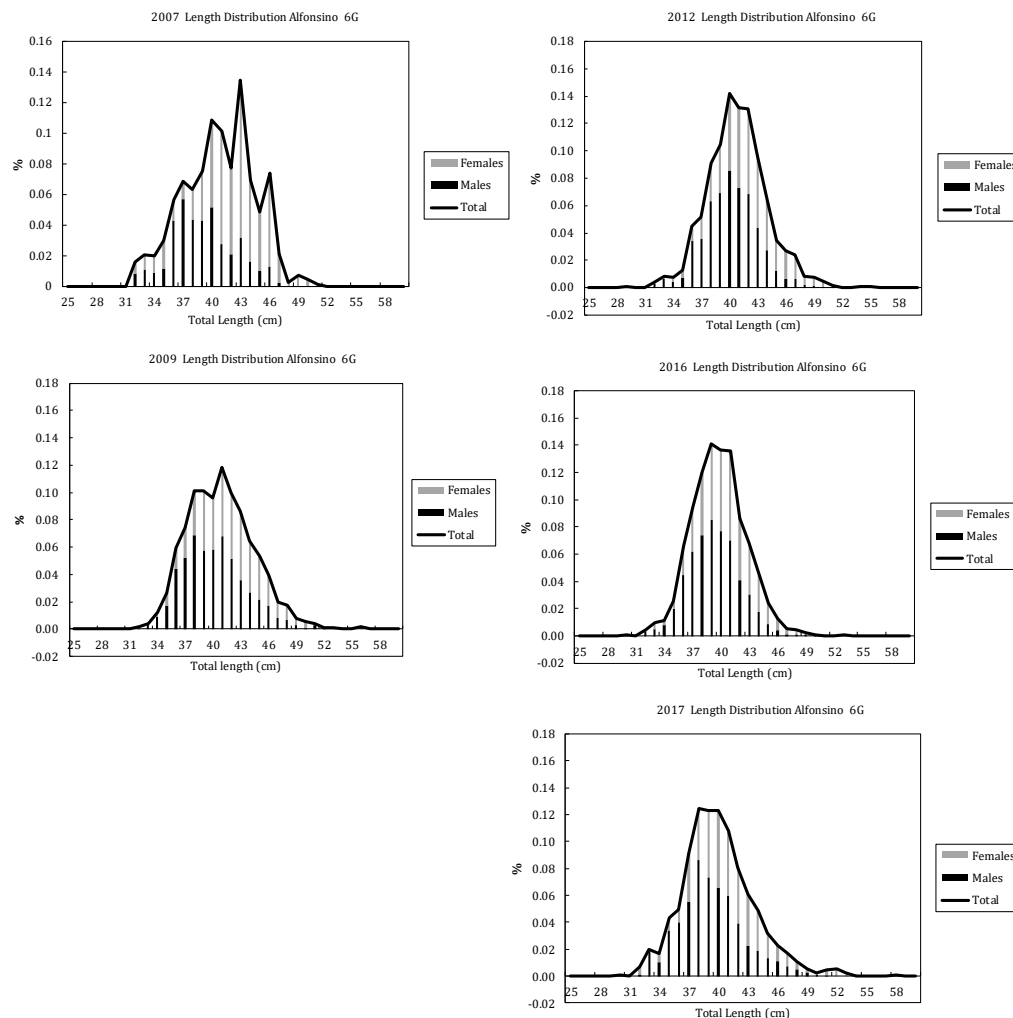 2007 Length Distribution Alfonsino 6G
0.16
0.14
0.12
0.1
0.08
0.06
0.04
0.02
0
%
25 28 31 34 37 40 43 46 49 52 55 58
Total Length (cm)
Females
Males
Total
2012 Length Distribution Alfonsino 6G
0.18
0.16
0.14
0.12
0.10
0.08
0.06
0.04
0.02
0.00
-0.02
%
25 28 31 34 37 40 43 46 49 52 55 58
Total Length (cm)
Females
Males
Total
2009 Length Distribution Alfonsino 6G
0.18
0.16
0.14
0.12
0.10
0.08
0.06
0.04
0.02
0.00
-0.02
%
25 28 31 34 37 40 43 46 49 52 55 58
Total length (cm)
Females
Males
Total
2016 Length Distribution Alfonsino 6G
0.18
0.16
0.14
0.12
0.10
0.08
0.06
0.04
0.02
0.00
-0.02
%
25 28 31 34 37 40 43 46 49 52 55 58
Total Length (cm)
Females
Males
Total
2017 Length Distribution Alfonsino 6G
0.18
0.16
0.14
0.12
0.10
0.08
0.06
0.04
0.02
0.00
-0.02
%
25 28 31 34 37 40 43 46 49 52 55 58
Total Length (cm)
Females
Males
Total